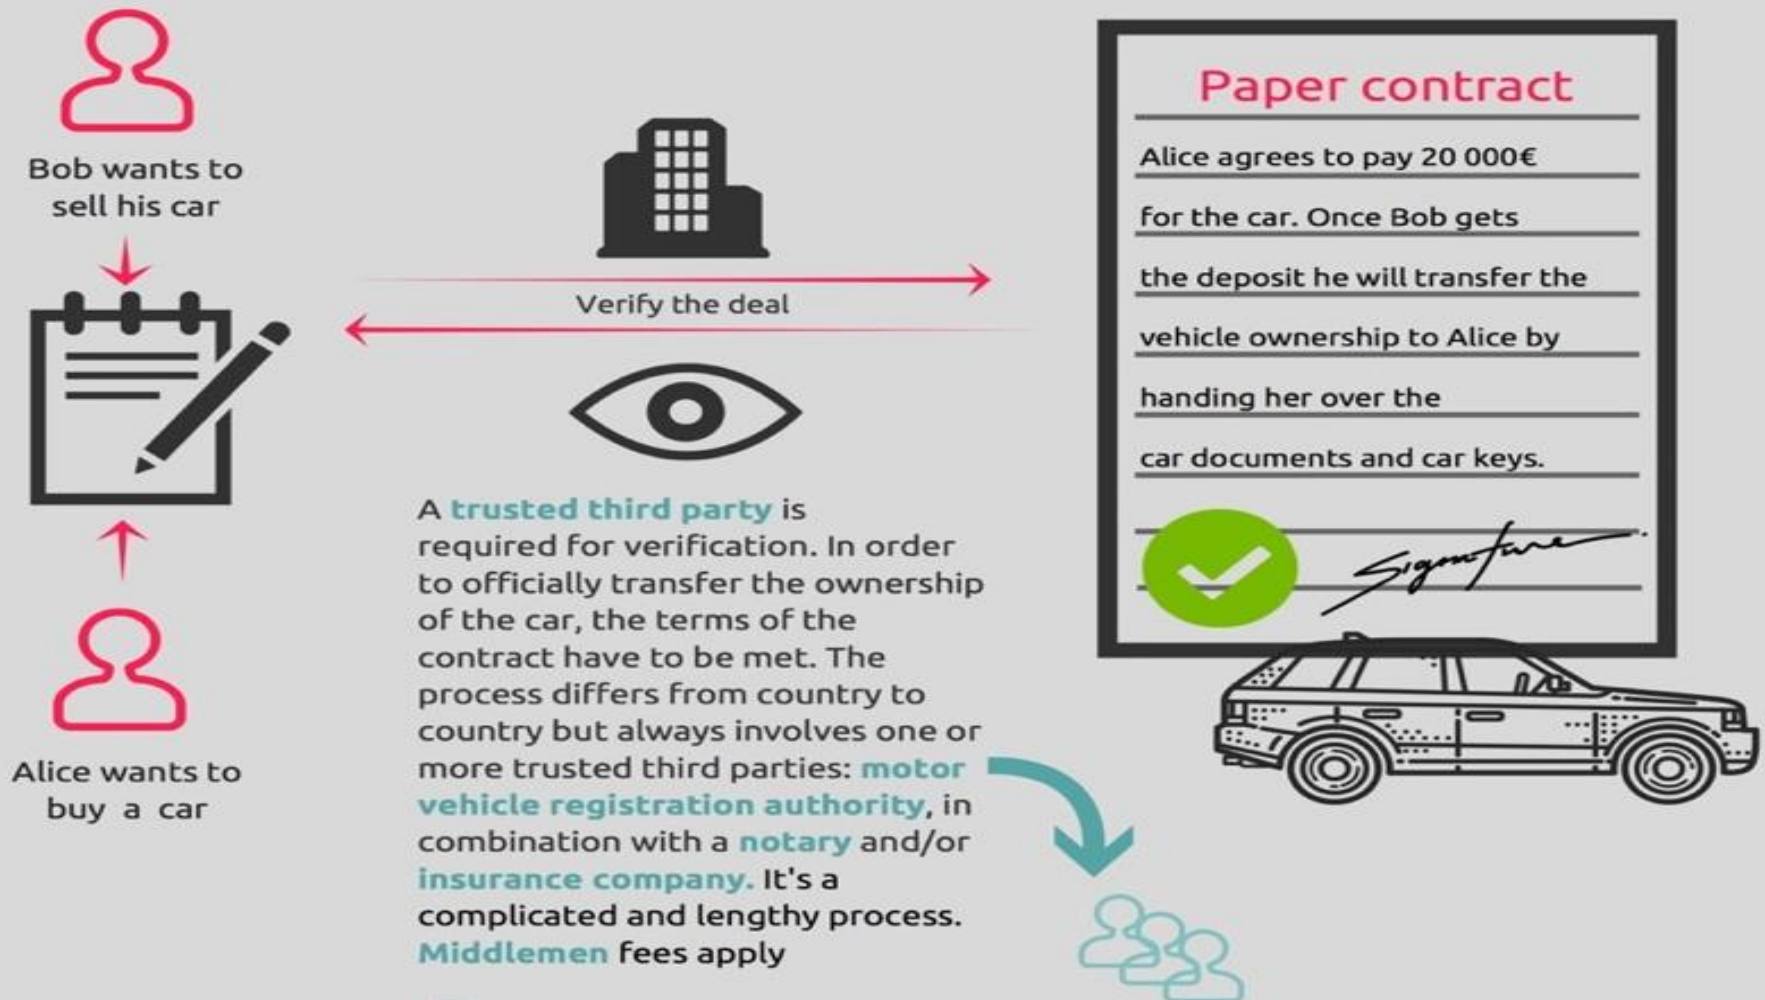 Bob wants to
sell his car
Alice wants to
buy a car
Verify the deal
A trusted third party is
required for verification. In order
to officially transfer the ownership
of the car, the terms of the
contract have to be met. The
process differs from country to
country but always involves one or
more trusted third parties: motor
vehicle registration authority, in
combination with a notary and/or
insurance company. It's a
complicated and lengthy process.
Middlemen fees apply
Paper contract
Alice agrees to pay 20 000€
for the car. Once Bob gets
the deposit he will transfer the
vehicle ownership to Alice by
handing her over the
car documents and car keys.
Signature